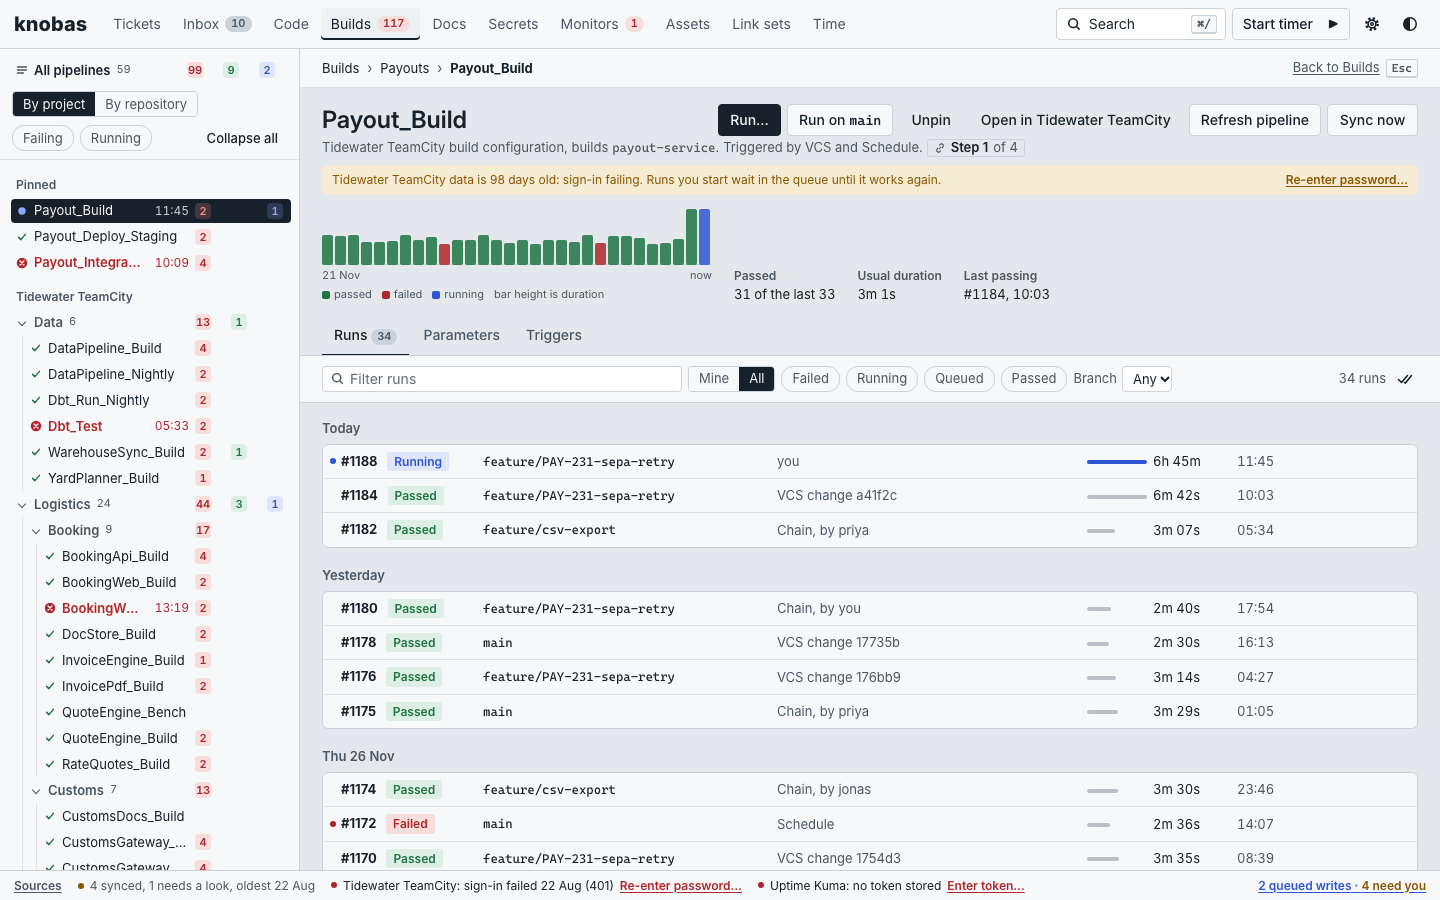 knobas Tickets Inbox 10 Code Builds 117 Docs Secrets Monitors 1 Assets Link sets Time Search ⌘/ Start timer
All pipelines 59 99 9 2
By project By repository
Failing Running Collapse all
Pinned
Payout_Build 11:45 2 1
Payout_Deploy_Staging 2
Payout_Integra... 10:09 4
Tidewater TeamCity
Data 6 13 1
DataPipeline_Build 4
DataPipeline_Nightly 2
Dbt_Run_Nightly 2
Dbt_Test 05:33 2
WarehouseSync_Build 2 1
YardPlanner_Build 1
Logistics 24 44 3 1
Booking 9 17
BookingApi_Build 4
BookingWeb_Build 2
BookingW... 13:19 2
DocStore_Build 2
InvoiceEngine_Build 1
InvoicePdf_Build 2
QuoteEngine_Bench
QuoteEngine_Build 2
RateQuotes_Build 2
Customs 7 13
CustomsDocs_Build
CustomsGateway_... 4
CustomsGateway 4
Builds › Payouts › Payout_Build Back to Builds Esc
Payout_Build Run... Run on main Unpin Open in Tidewater TeamCity Refresh pipeline Sync now
Tidewater TeamCity build configuration, builds payout-service. Triggered by VCS and Schedule. Step 1 of 4
Tidewater TeamCity data is 98 days old: sign-in failing. Runs you start wait in the queue until it works again. Re-enter password...
21 Nov now
passed failed running bar height is duration
Passed Usual duration Last passing
31 of the last 33 3m 1s #1184, 10:03
Runs 34 Parameters Triggers
Filter runs Mine All Failed Running Queued Passed Branch Any 34 runs
Today
#1188 Running feature/PAY-231-sepa-retry you 6h 45m 11:45
#1184 Passed feature/PAY-231-sepa-retry VCS change a41f2c 6m 42s 10:03
#1182 Passed feature/csv-export Chain, by priya 3m 07s 05:34
Yesterday
#1180 Passed feature/PAY-231-sepa-retry Chain, by you 2m 40s 17:54
#1178 Passed main VCS change 17735b 2m 30s 16:13
#1176 Passed feature/PAY-231-sepa-retry VCS change 176bb9 3m 14s 04:27
#1175 Passed main Chain, by priya 3m 29s 01:05
Thu 26 Nov
#1174 Passed feature/csv-export Chain, by jonas 3m 30s 23:46
#1172 Failed main Schedule 2m 36s 14:07
#1170 Passed feature/PAY-231-sepa-retry VCS change 1754d3 3m 35s 08:39
Sources 4 synced, 1 needs a look, oldest 22 Aug Tidewater TeamCity: sign-in failed 22 Aug (401) Re-enter password... Uptime Kuma: no token stored Enter token... 2 queued writes · 4 need you